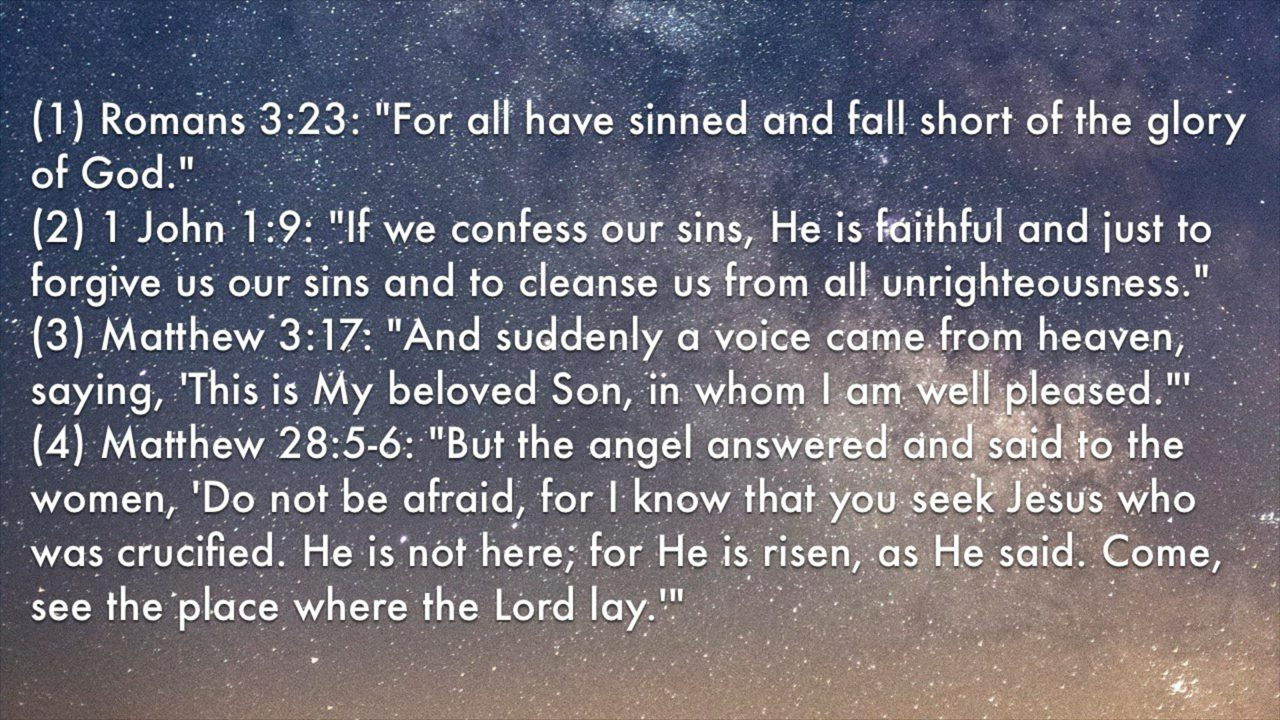 (1) Romans 3:23: "For all have sinned and fall short of the glory
of God."
(2) 1 John 1:9: "If we confess our sins, He is faithful and just to
forgive us our sins and to cleanse us from all unrighteousness."
(3) Matthew 3:17: "And suddenly a voice came from heaven,
saying, 'This is My beloved Son, in whom I am well pleased."'
(4) Matthew 28:5-6: "But the angel answered and said to the
women, 'Do not be afraid, for I know that you seek Jesus who
was crucified. He is not here; for He is risen, as He said. Come,
see the place where the Lord lay.'"